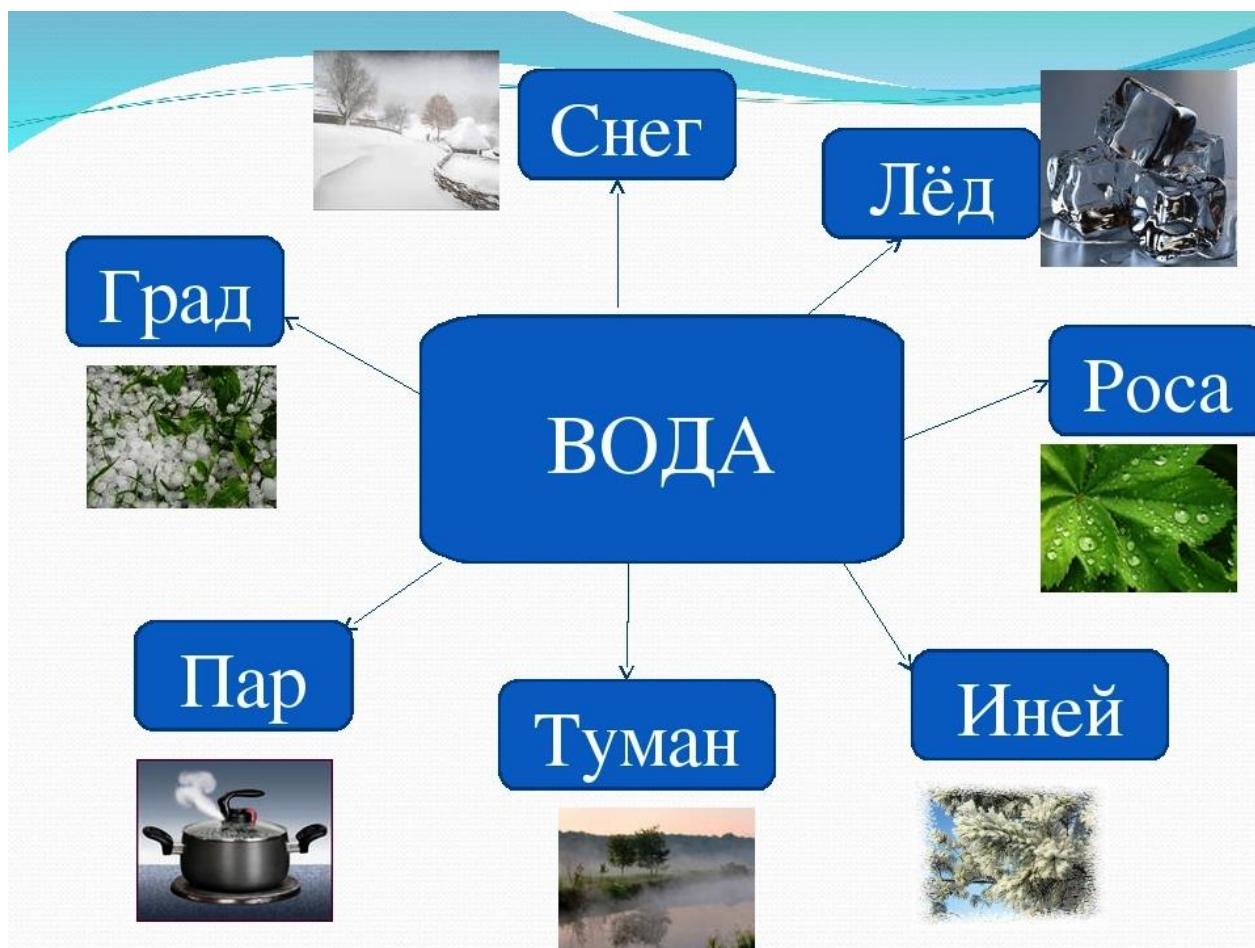 Снег
Лёд
Град
Роса
ВОДА
Пар
Туман
Иней